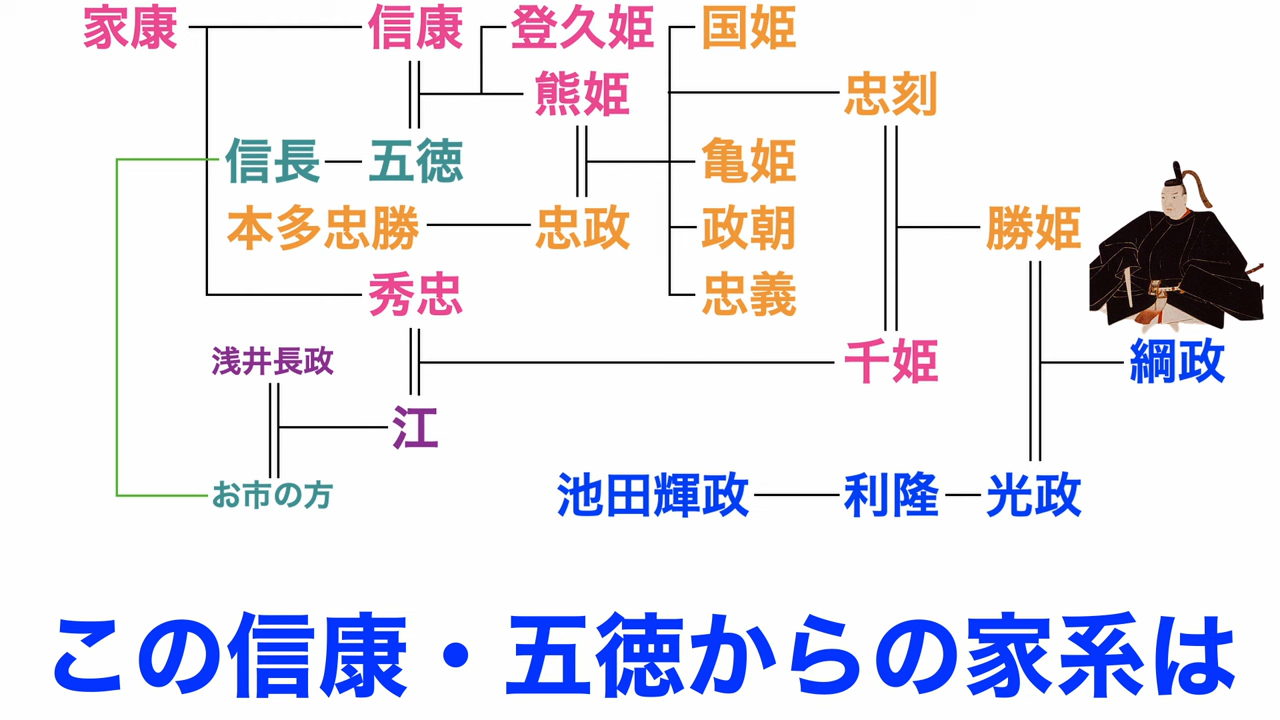 家康 信康 登久姫 国姫
熊姫 忠刻
信長 五徳 亀姫
本多忠勝 忠政 政朝 勝姫
秀忠 忠義
浅井長政 千姫 綱政
江
お市の方 池田輝政 利隆 光政
この信康・五徳からの家系は